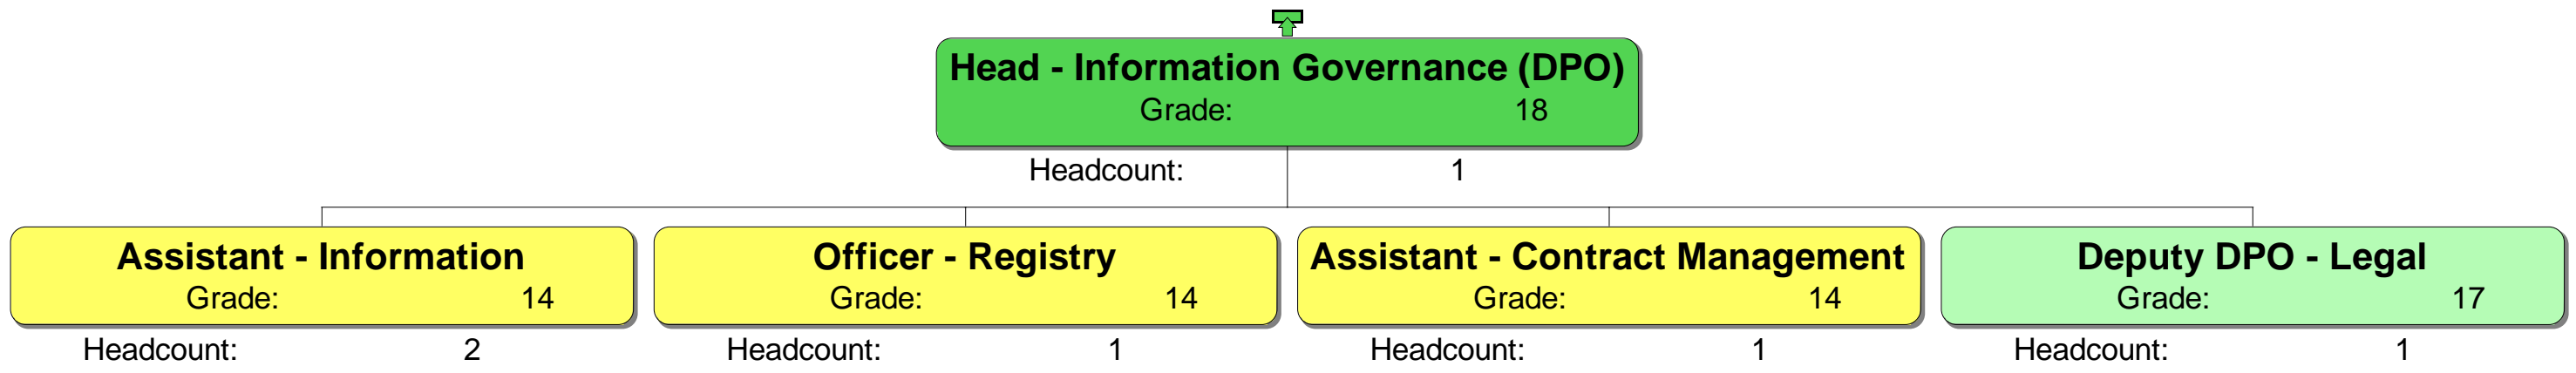 Head - Information Governance (DPO)
Grade: 18
Headcount: 1
Assistant - Information
Grade: 14
Headcount: 2
Officer - Registry
Grade: 14
Headcount: 1
Assistant - Contract Management
Grade: 14
Headcount: 1
Deputy DPO - Legal
Grade: 17
Headcount: 1